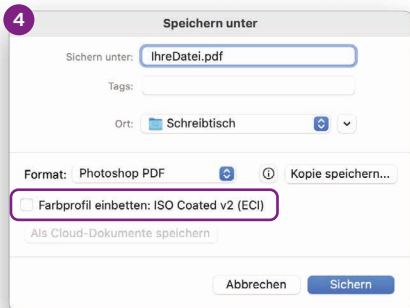 4
Speichern unter
Sichern unter: IhreDatei.pdf
Tags:
Ort: Schreibtisch
Format: Photoshop PDF Kopie speichern...
Farbprofil einbetten: ISO Coated v2 (ECI)
Als Cloud-Dokumente speichern
Abbrechen Sichern